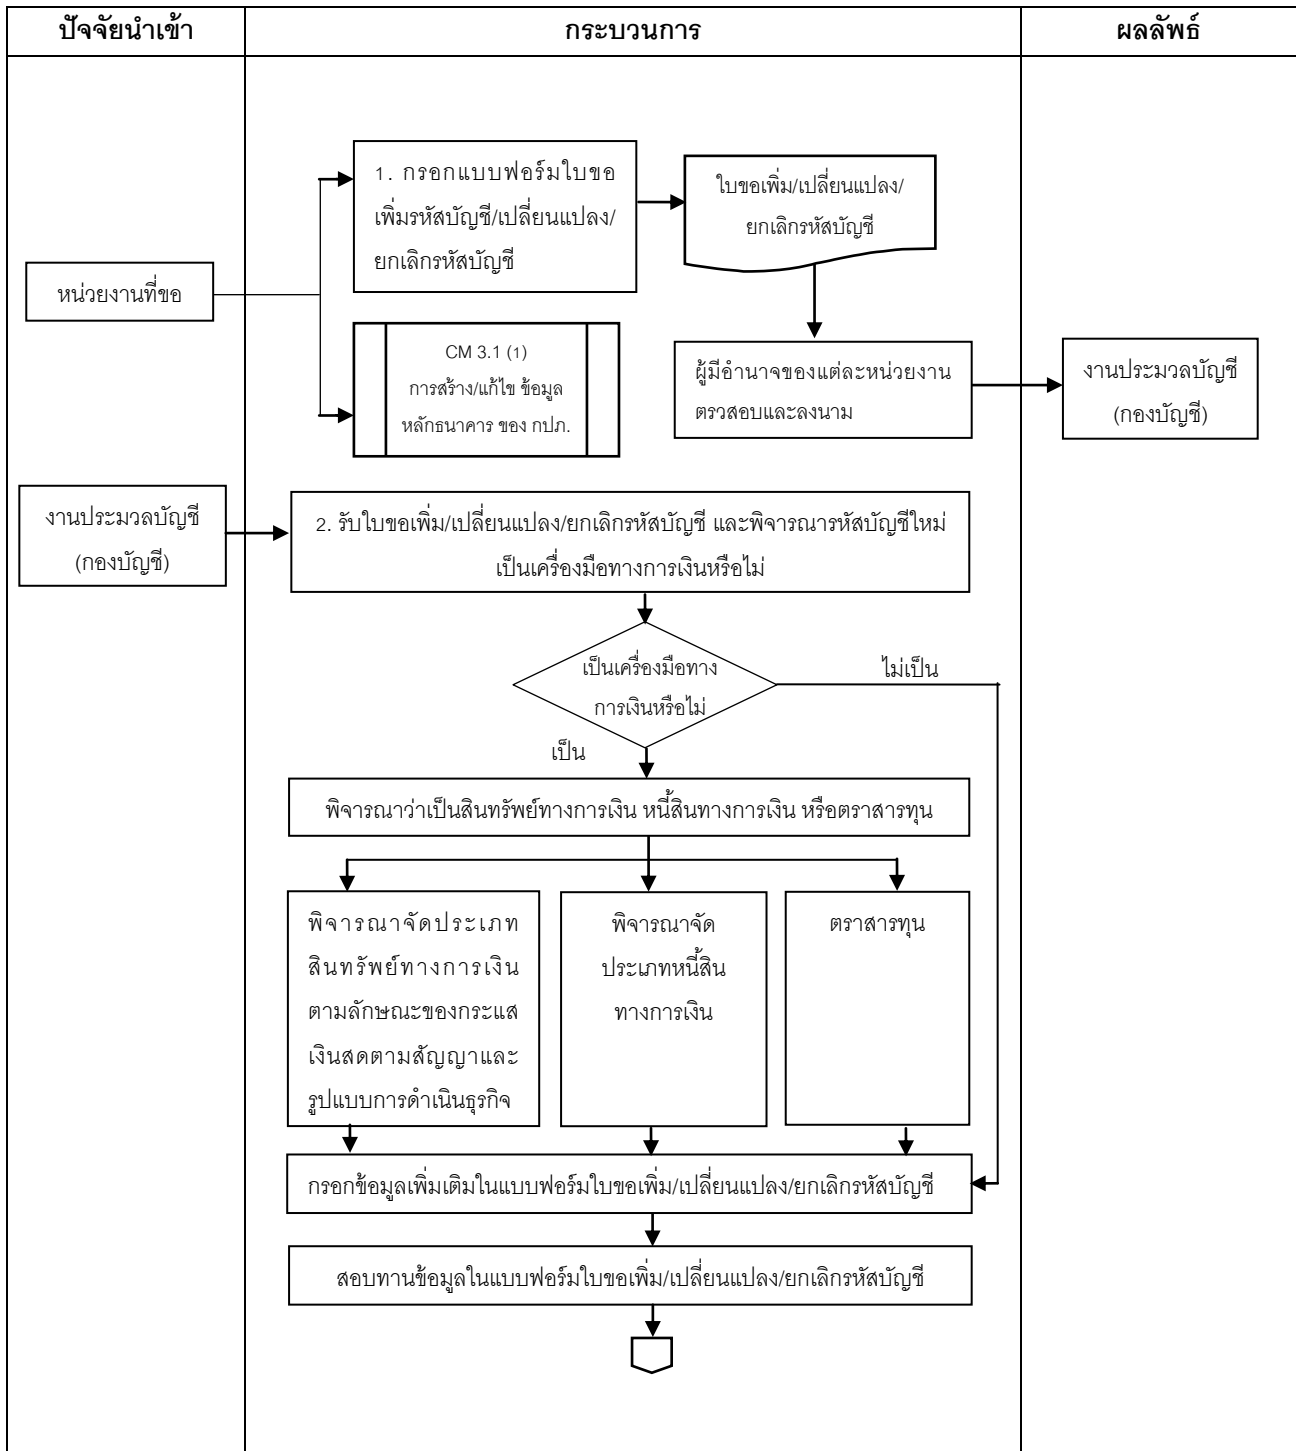 ปัจจัยนำเข้า
กระบวนการ
ผลลัพธ์
1. กรอกแบบฟอร์มใบขอ
เพิ่มรหัสบัญชี/เปลี่ยนแปลง/
ยกเลิกรหัสบัญชี
ใบขอเพิ่ม/เปลี่ยนแปลง/
ยกเลิกรหัสบัญชี
หน่วยงานที่ขอ
CM 3.1 (1)
การสร้าง/แก้ไข ข้อมูล
หลักธนาคาร ของ กปภ.
ผู้มีอำนาจของแต่ละหน่วยงาน
ตรวสอบและลงนาม
งานประมวลบัญชี
(กองบัญชี)
งานประมวลบัญชี
(กองบัญชี)
2. รับใบขอเพิ่ม/เปลี่ยนแปลง/ยกเลิกรหัสบัญชี และพิจารณารหัสบัญชีใหม่
เป็นเครื่องมือทางการเงินหรือไม่
เป็นเครื่องมือทาง
การเงินหรือไม่
ไม่เป็น
เป็น
พิจารณาว่าเป็นสินทรัพย์ทางการเงิน หนี้สินทางการเงิน หรือตราสารทุน
พิจารณาจัดประเภท
สินทรัพย์ทางการเงิน
ตามลักษณะของกระแส
เงินสดตามสัญญาและ
รูปแบบการดำเนินธุรกิจ
พิจารณาจัด
ประเภทหนี้สิน
ทางการเงิน
ตราสารทุน
กรอกข้อมูลเพิ่มเติมในแบบฟอร์มใบขอเพิ่ม/เปลี่ยนแปลง/ยกเลิกรหัสบัญชี
สอบทานข้อมูลในแบบฟอร์มใบขอเพิ่ม/เปลี่ยนแปลง/ยกเลิกรหัสบัญชี